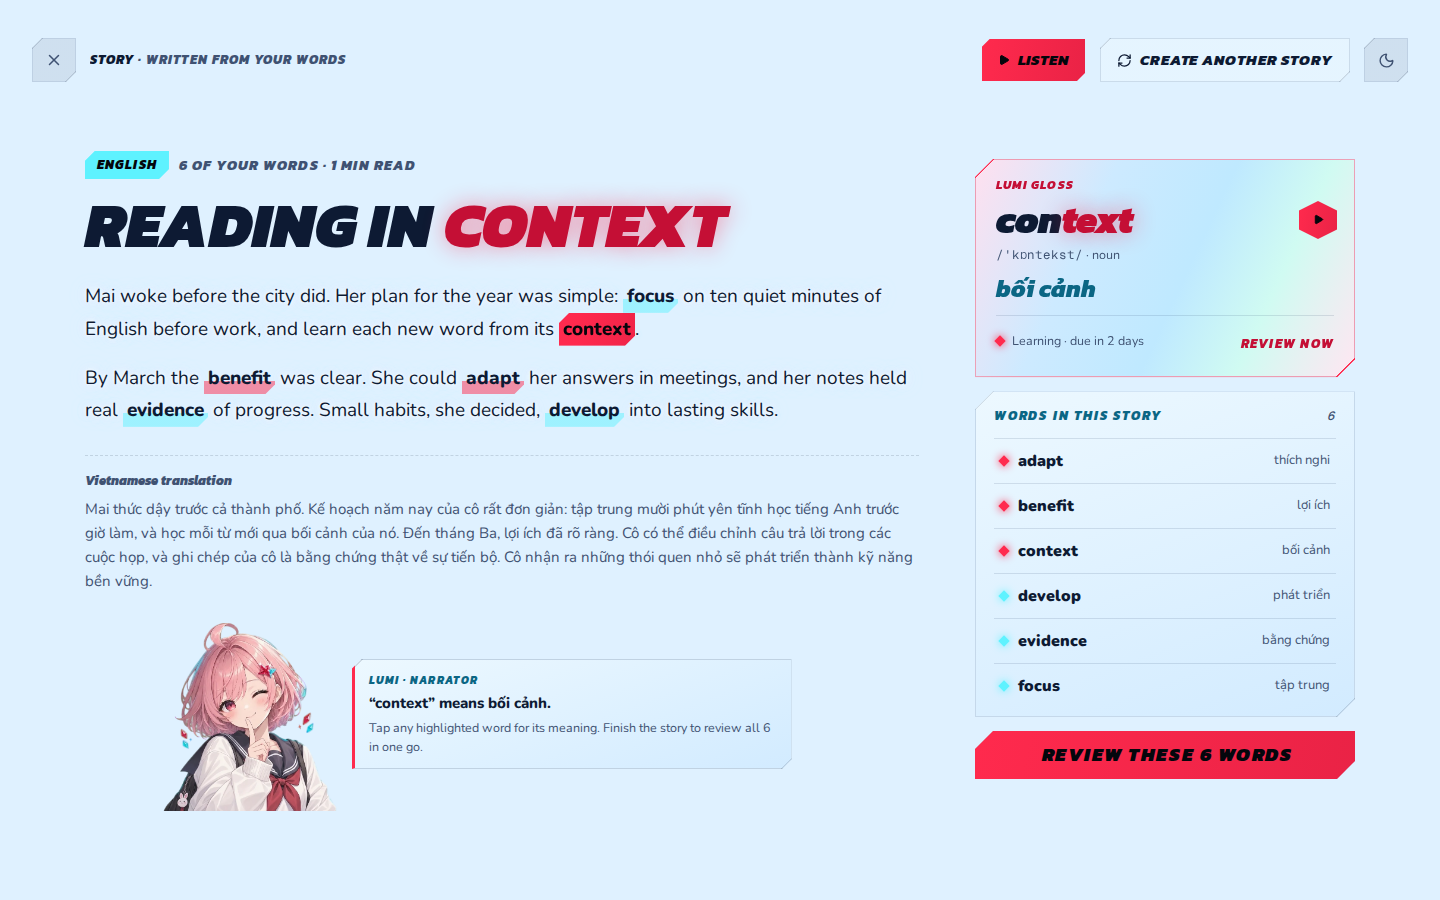 STORY · WRITTEN FROM YOUR WORDS
LISTEN
CREATE ANOTHER STORY
ENGLISH
6 OF YOUR WORDS · 1 MIN READ
READING IN CONTEXT
Mai woke before the city did. Her plan for the year was simple: focus on ten quiet minutes of
English before work, and learn each new word from its context.
By March the benefit was clear. She could adapt her answers in meetings, and her notes held
real evidence of progress. Small habits, she decided, develop into lasting skills.
Vietnamese translation
Mai thức dậy trước cả thành phố. Kế hoạch năm nay của cô rất đơn giản: tập trung mười phút yên tĩnh học tiếng Anh trước
giờ làm, và học mỗi từ mới qua bối cảnh của nó. Đến tháng Ba, lợi ích đã rõ ràng. Cô có thể điều chỉnh câu trả lời trong các
cuộc họp, và ghi chép của cô là bằng chứng thật về sự tiến bộ. Cô nhận ra những thói quen nhỏ sẽ phát triển thành kỹ năng
bền vững.
LUMI · NARRATOR
“context” means bối cảnh.
Tap any highlighted word for its meaning. Finish the story to review all 6
in one go.
LUMI GLOSS
context
/ˈkɒntekst/ · noun
bối cảnh
Learning · due in 2 days
REVIEW NOW
WORDS IN THIS STORY 6
adapt thích nghi
benefit lợi ích
context bối cảnh
develop phát triển
evidence bằng chứng
focus tập trung
REVIEW THESE 6 WORDS